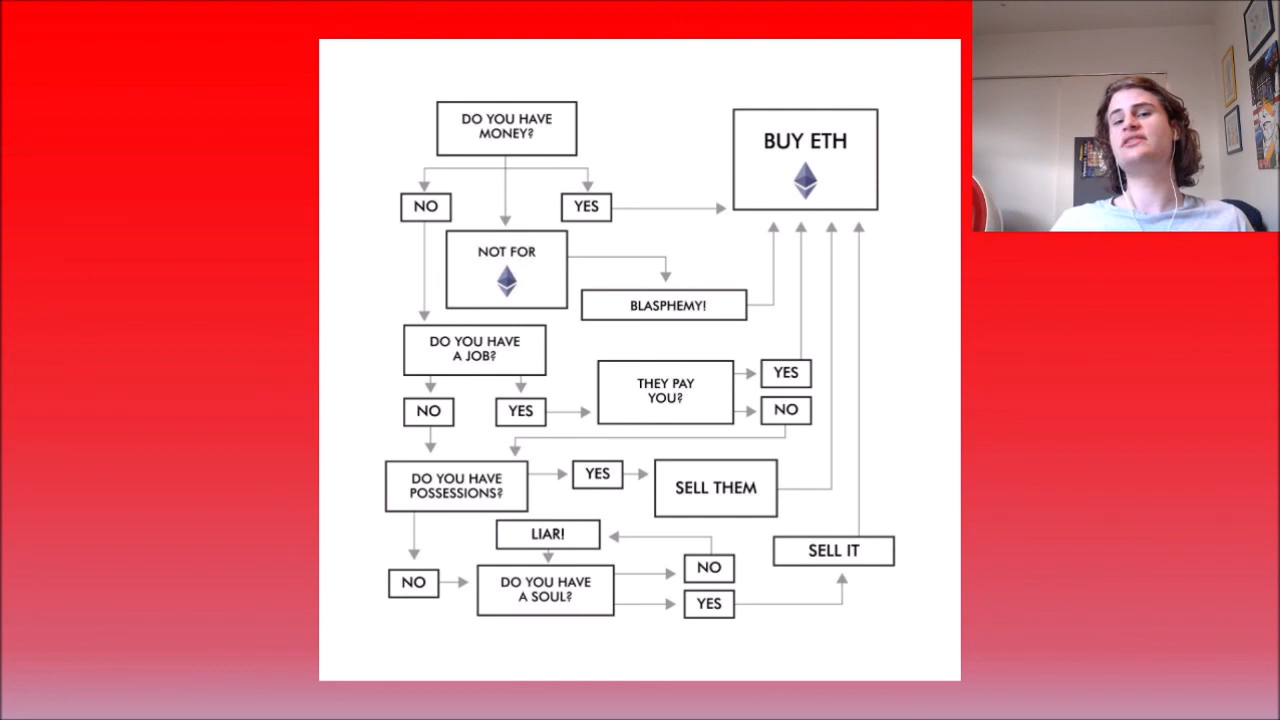 DO YOU HAVE
MONEY?
BUY ETH
NO
YES
NOT FOR
BLASPHEMY!
DO YOU HAVE
A JOB?
THEY PAY
YOU?
YES
NO
NO
YES
DO YOU HAVE
POSSESSIONS?
YES
SELL THEM
LIAR!
SELL IT
NO
DO YOU HAVE
A SOUL?
NO
YES